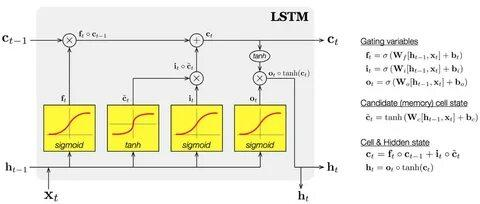 LSTM
c_{t−1} f_t ∘ c_{t−1} c_t c_t
tanh
i_t ∘ c̃_t o_t ∘ tanh(c_t)
f_t c̃_t i_t o_t
sigmoid tanh sigmoid sigmoid
h_{t−1} h_t
x_t h_t
Gating variables
f_t = σ (W_f[h_{t−1}, x_t] + b_f)
i_t = σ (W_i[h_{t−1}, x_t] + b_i)
o_t = σ (W_o[h_{t−1}, x_t] + b_o)
Candidate (memory) cell state
c̃_t = tanh (W_c[h_{t−1}, x_t] + b_c)
Cell & Hidden state
c_t = f_t ∘ c_{t−1} + i_t ∘ c̃_t
h_t = o_t ∘ tanh(c_t)